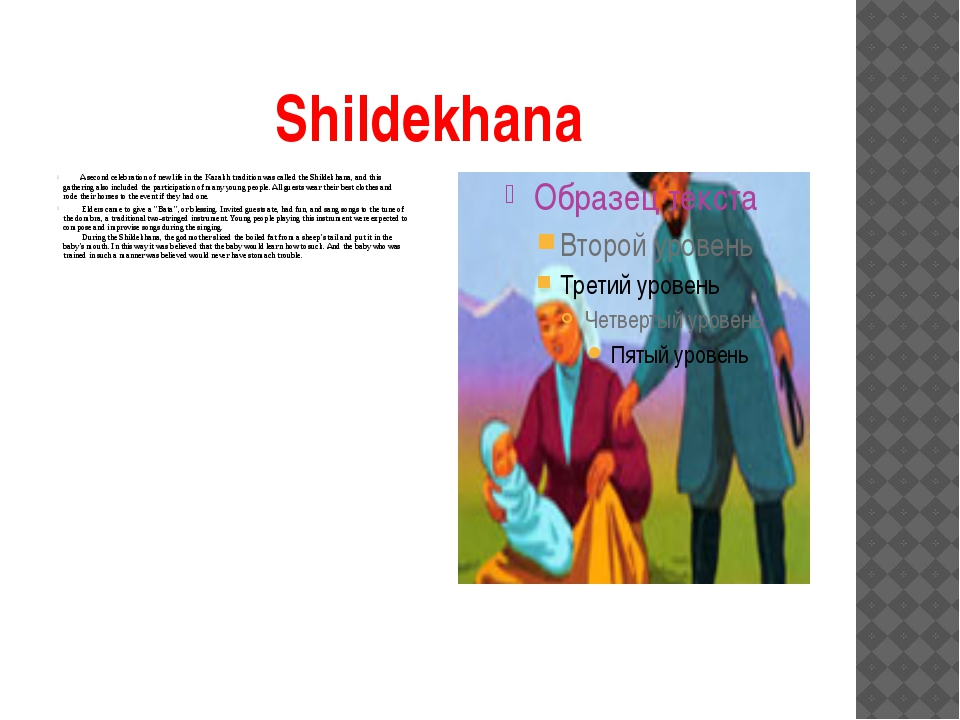 Shildekhana
A second celebration of new life in the Kazakh tradition was called the Shildekhana, and this
gathering also included the participation of many young people. All guests wear their best clothes and
rode their horses to the event if they had one.
Elders came to give a "Bata", or blessing. Invited guests ate, had fun, and sang songs to the tune of
the dombra, a traditional two-stringed instrument. Young people playing this instrument were expected to
compose and improvise songs during the singing.
During the Shildekhana, the godmother sliced the boiled fat from a sheep's tail and put it in the
baby's mouth. In this way it was believed that the baby would learn how to suck. And the baby who was
trained in such a manner was believed would never have stomach trouble.
Образец текста
Второй уровень
Третий уровень
Четвертый уровень
Пятый уровень